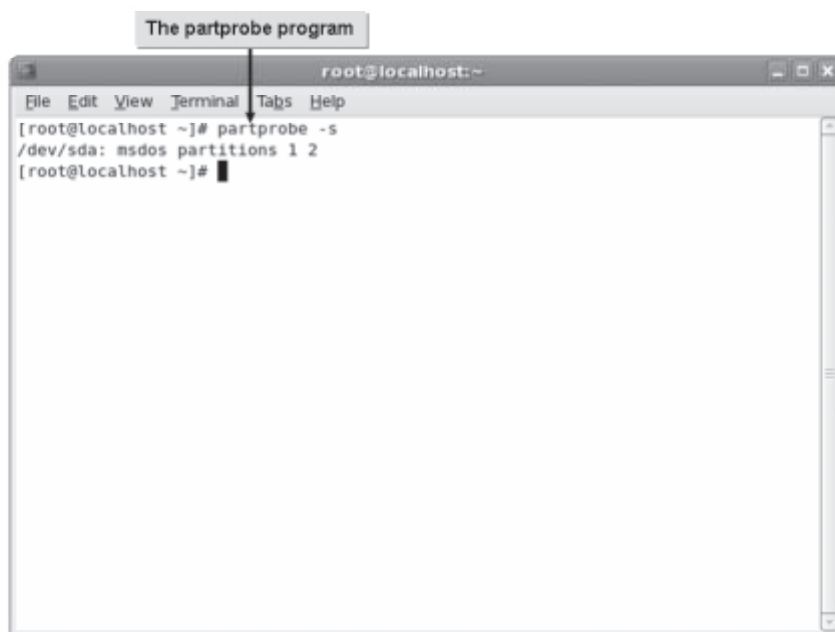 The partprobe program
root@localhost:~
File Edit View Terminal Tabs Help
[root@localhost ~]# partprobe -s
/dev/sda: msdos partitions 1 2
[root@localhost ~]#